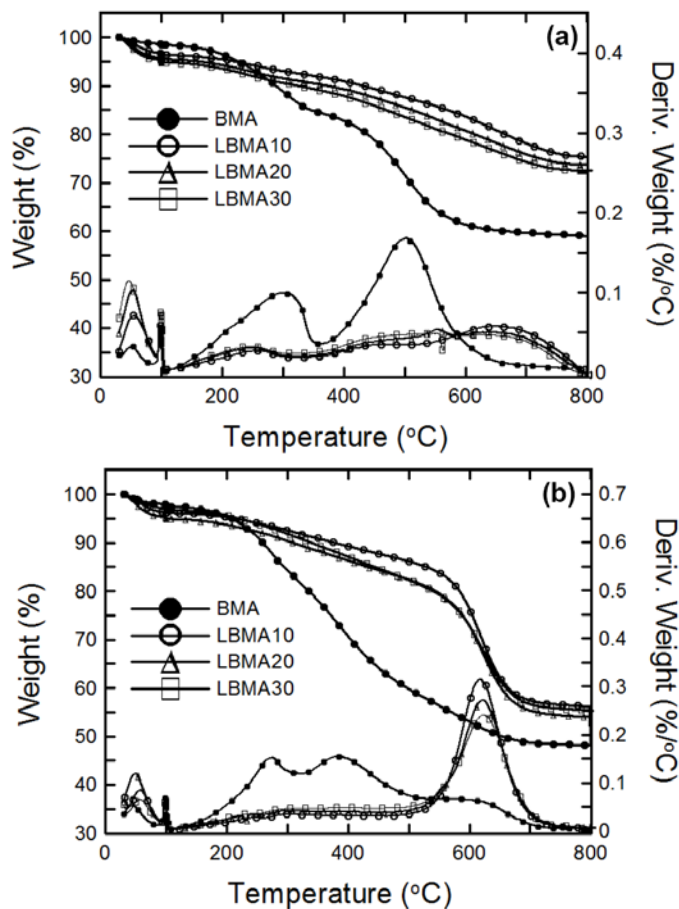 (a)
100
90
80
70
60
50
40
30
Weight (%)
BMA
LBMA10
LBMA20
LBMA30
0.4
0.3
0.2
0.1
0
Deriv. Weight (%/°C)
0 200 400 600 800
Temperature (°C)
(b)
100
90
80
70
60
50
40
30
Weight (%)
BMA
LBMA10
LBMA20
LBMA30
0.7
0.6
0.5
0.4
0.3
0.2
0.1
0
Deriv. Weight (%/°C)
0 200 400 600 800
Temperature (°C)